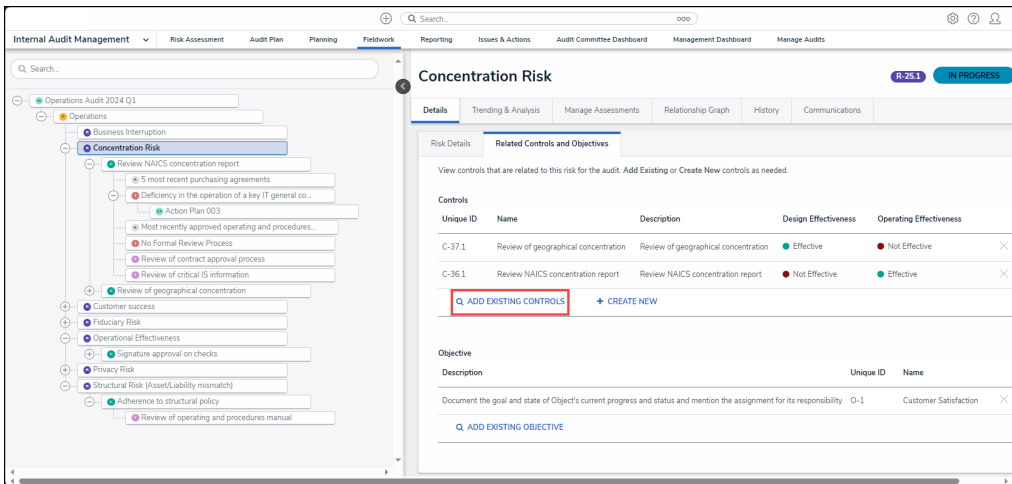 Search...
ooo
Internal Audit Management
Risk Assessment
Audit Plan
Planning
Fieldwork
Reporting
Issues & Actions
Audit Committee Dashboard
Management Dashboard
Manage Audits
Search...
Operations Audit 2024 Q1
Operations
Business Interruption
Concentration Risk
Review NAICS concentration report
5 most recent purchasing agreements
Deficiency in the operation of a key IT general co...
Action Plan 003
Most recently approved operating and procedures...
No Formal Review Process
Review of contract approval process
Review of critical IS information
Review of geographical concentration
Customer success
Fiduciary Risk
Operational Effectiveness
Signature approval on checks
Privacy Risk
Structural Risk (Asset/Liability mismatch)
Adherence to structural policy
Review of operating and procedures manual
Concentration Risk
R-25.1
IN PROGRESS
Details
Trending & Analysis
Manage Assessments
Relationship Graph
History
Communications
Risk Details
Related Controls and Objectives
View controls that are related to this risk for the audit. Add Existing or Create New controls as needed.
Controls
Unique ID Name Description Design Effectiveness Operating Effectiveness
C-37.1 Review of geographical concentration Review of geographical concentration Effective Not Effective
C-36.1 Review NAICS concentration report Review NAICS concentration report Not Effective Effective
ADD EXISTING CONTROLS
+ CREATE NEW
Objective
Description Unique ID Name
Document the goal and state of Object's current progress and status and mention the assignment for its responsibility O-1 Customer Satisfaction
ADD EXISTING OBJECTIVE